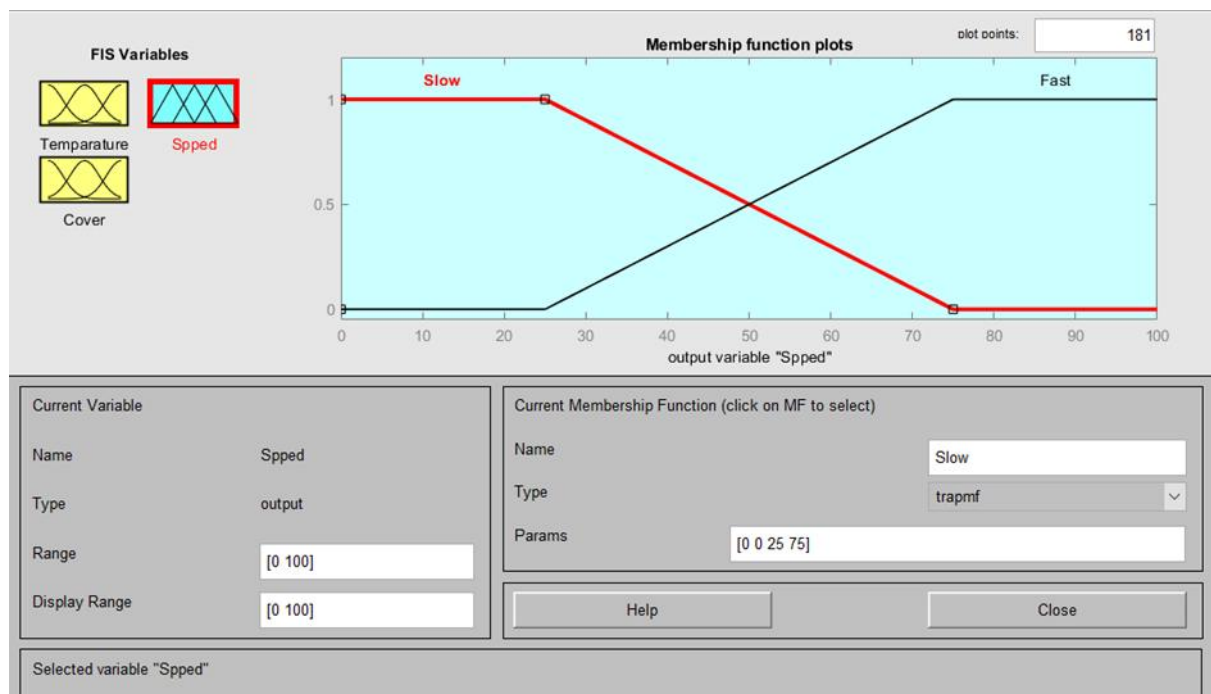 FIS Variables
Membership function plots
plot points:
181
Slow
Fast
Temparature
Spped
Cover
1
0.5
0
0
10
20
30
40
50
60
70
80
90
100
output variable "Spped"
Current Variable
Name
Spped
Type
output
Range
[0 100]
Display Range
[0 100]
Current Membership Function (click on MF to select)
Name
Slow
Type
trapmf
Params
[0 0 25 75]
Help
Close
Selected variable "Spped"